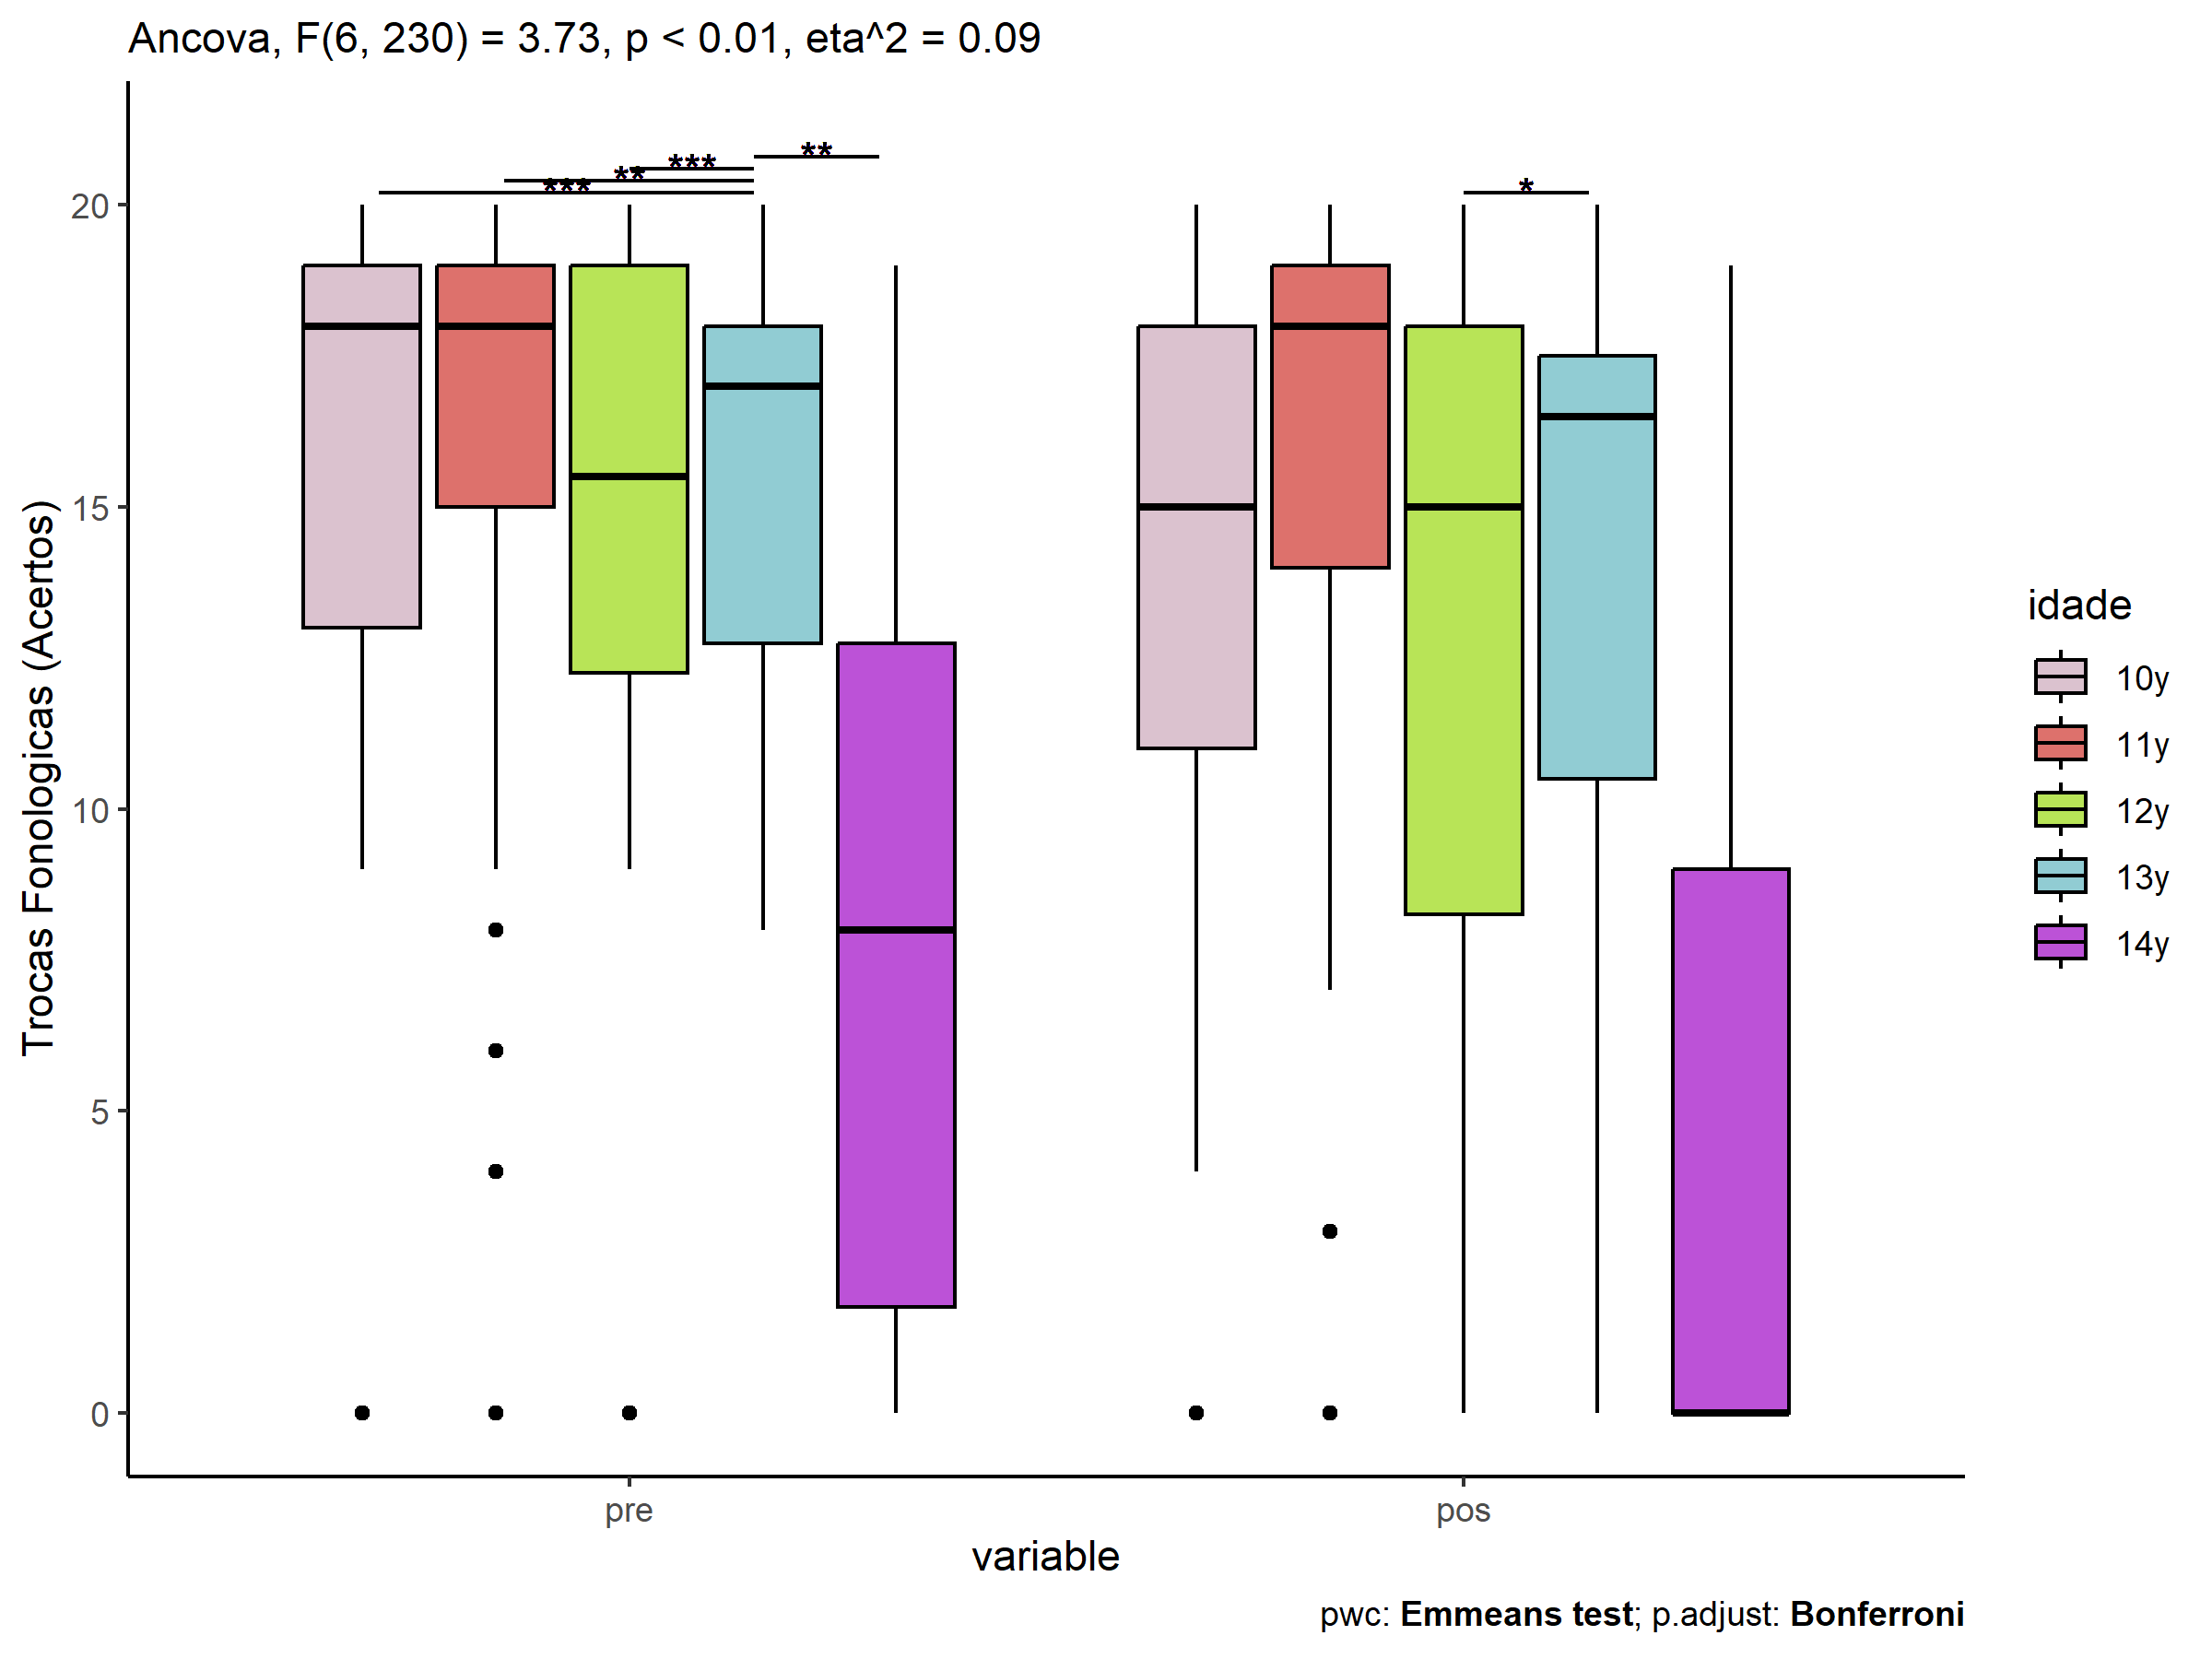 Ancova, F(6, 230) = 3.73, p < 0.01, eta^2 = 0.09
**
***
**
***
*
20
15
10
5
0
Trocas Fonologicas (Acertos)
pre
pos
variable
idade
10y
11y
12y
13y
14y
pwc: Emmeans test; p.adjust: Bonferroni